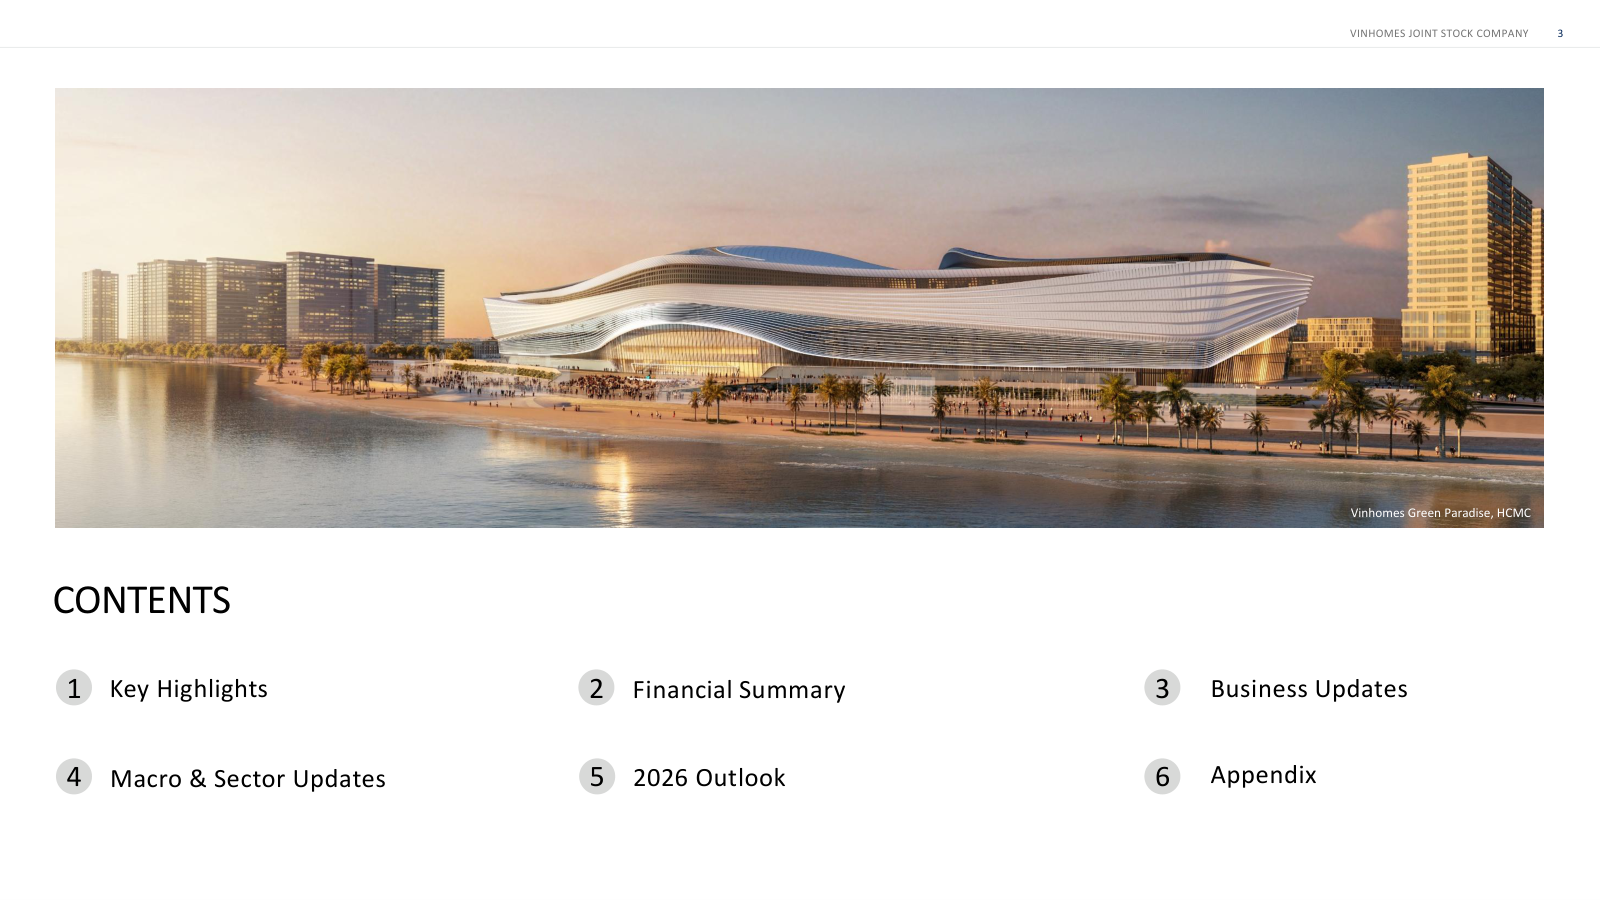 VINHOMES JOINT STOCK COMPANY 3
Vinhomes Green Paradise, HCMC
CONTENTS
1 Key Highlights
2 Financial Summary
3 Business Updates
4 Macro & Sector Updates
5 2026 Outlook
6 Appendix